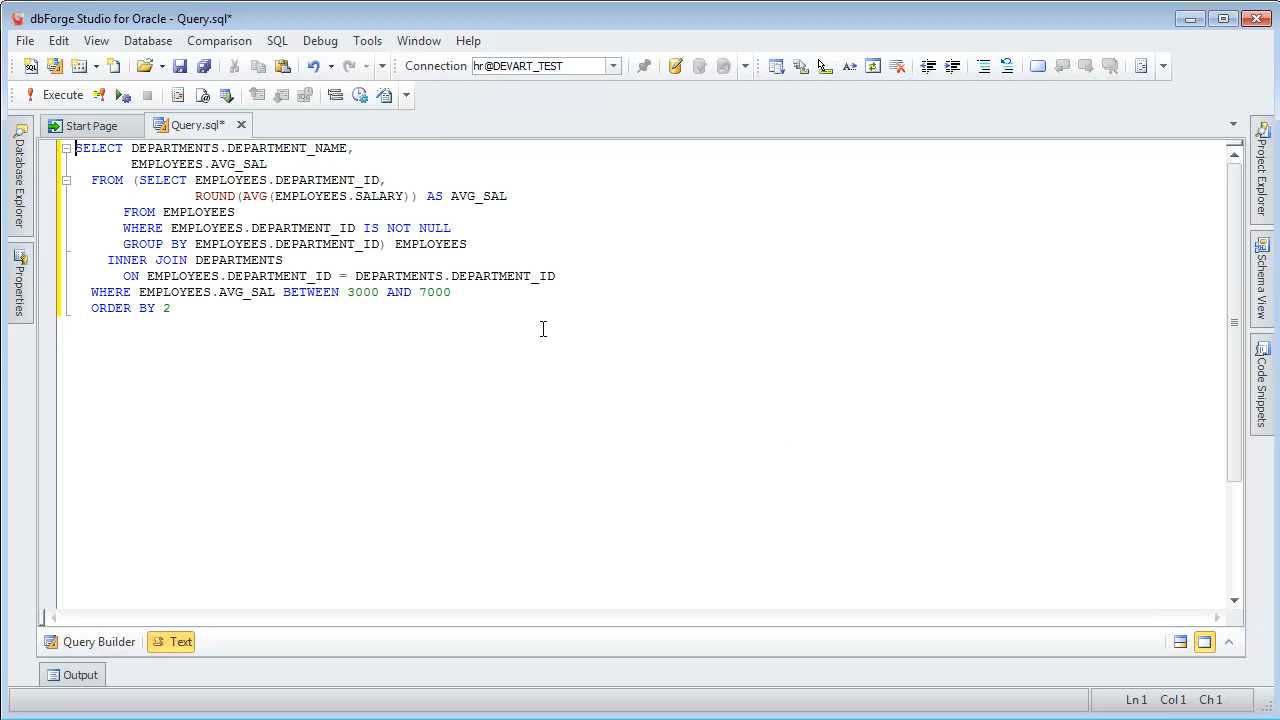 dbForge Studio for Oracle - Query.sql*
File Edit View Database Comparison SQL Debug Tools Window Help
Connection hr@DEVART_TEST
Execute
Start Page Query.sql*
Database Explorer
Properties
SELECT DEPARTMENTS.DEPARTMENT_NAME,
EMPLOYEES.AVG_SAL
FROM (SELECT EMPLOYEES.DEPARTMENT_ID,
ROUND(AVG(EMPLOYEES.SALARY)) AS AVG_SAL
FROM EMPLOYEES
WHERE EMPLOYEES.DEPARTMENT_ID IS NOT NULL
GROUP BY EMPLOYEES.DEPARTMENT_ID) EMPLOYEES
INNER JOIN DEPARTMENTS
ON EMPLOYEES.DEPARTMENT_ID = DEPARTMENTS.DEPARTMENT_ID
WHERE EMPLOYEES.AVG_SAL BETWEEN 3000 AND 7000
ORDER BY 2
Project Explorer
Schema View
Code Snippets
Query Builder Text
Output
Ln 1 Col 1 Ch 1